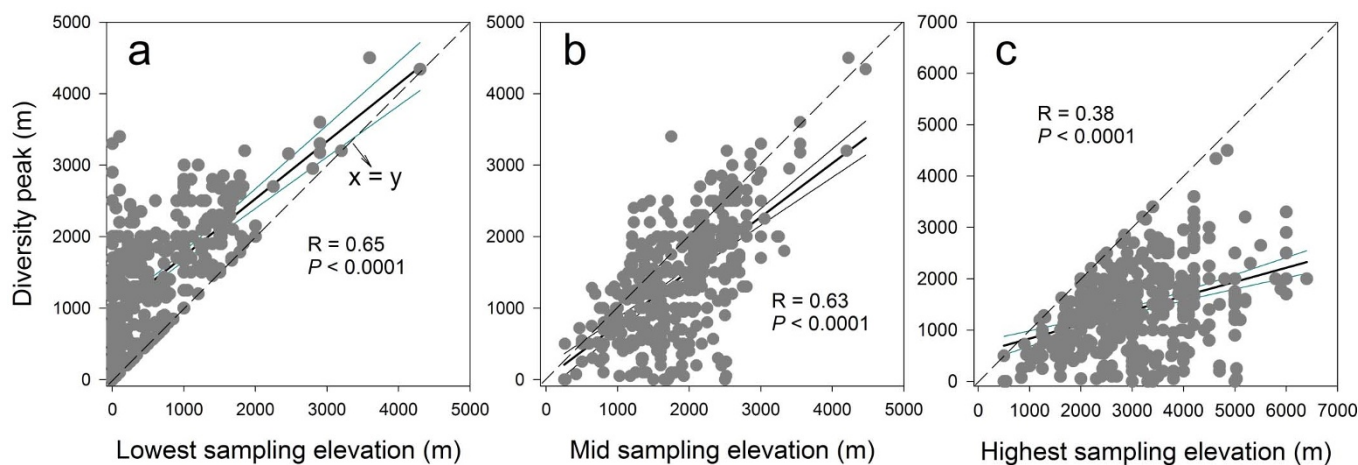 a
b
c
Diversity peak (m)
5000
4000
3000
2000
1000
0
x = y
R = 0.65
P < 0.0001
0 1000 2000 3000 4000 5000
Lowest sampling elevation (m)
5000
4000
3000
2000
1000
0
R = 0.63
P < 0.0001
0 1000 2000 3000 4000 5000
Mid sampling elevation (m)
7000
6000
5000
4000
3000
2000
1000
0
R = 0.38
P < 0.0001
0 1000 2000 3000 4000 5000 6000 7000
Highest sampling elevation (m)